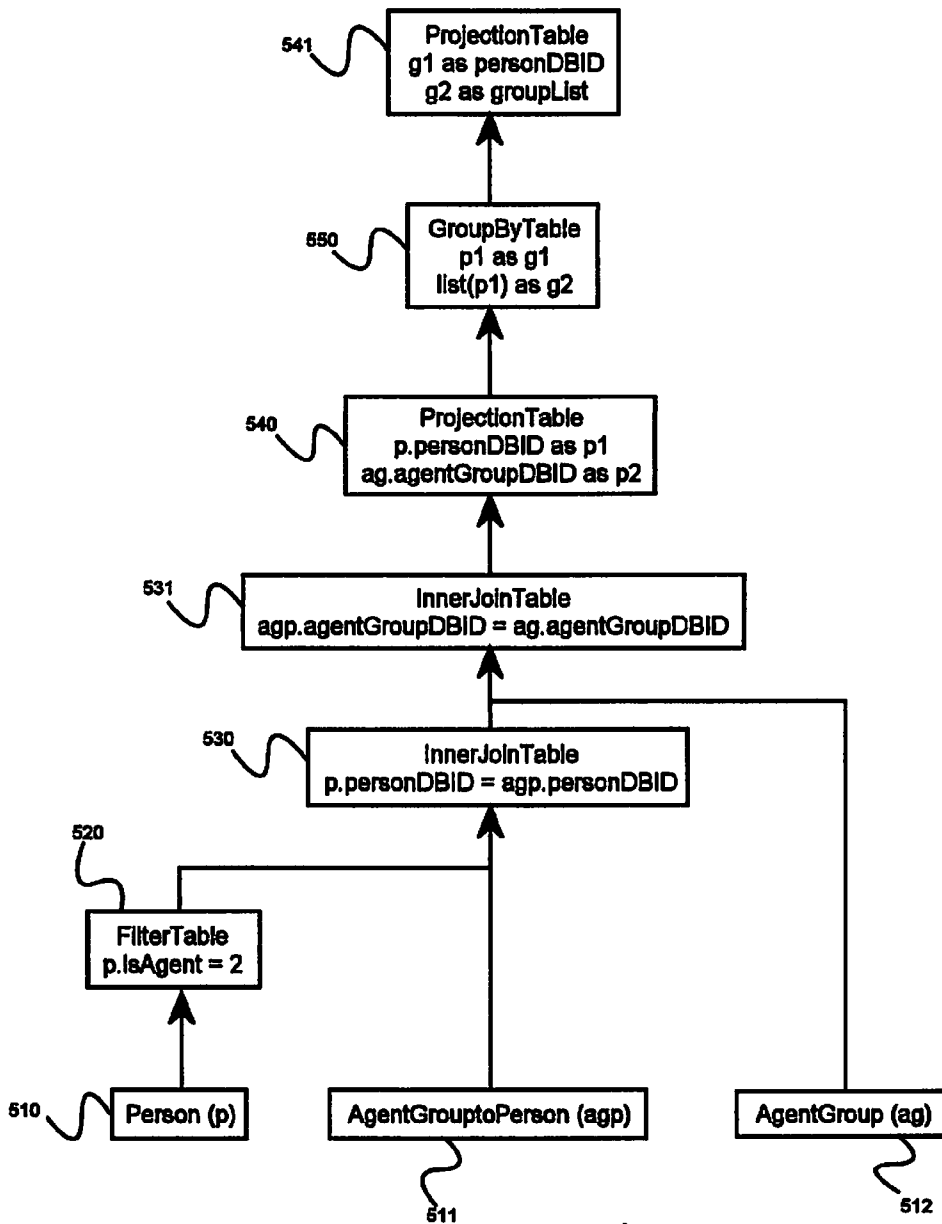 541
ProjectionTable
g1 as personDBID
g2 as groupList
550
GroupByTable
p1 as g1
list(p1) as g2
540
ProjectionTable
p.personDBID as p1
ag.agentGroupDBID as p2
531
InnerJoinTable
agp.agentGroupDBID = ag.agentGroupDBID
530
InnerJoinTable
p.personDBID = agp.personDBID
520
FilterTable
p.isAgent = 2
510
Person (p)
AgentGrouptoPerson (agp)
AgentGroup (ag)
511
512